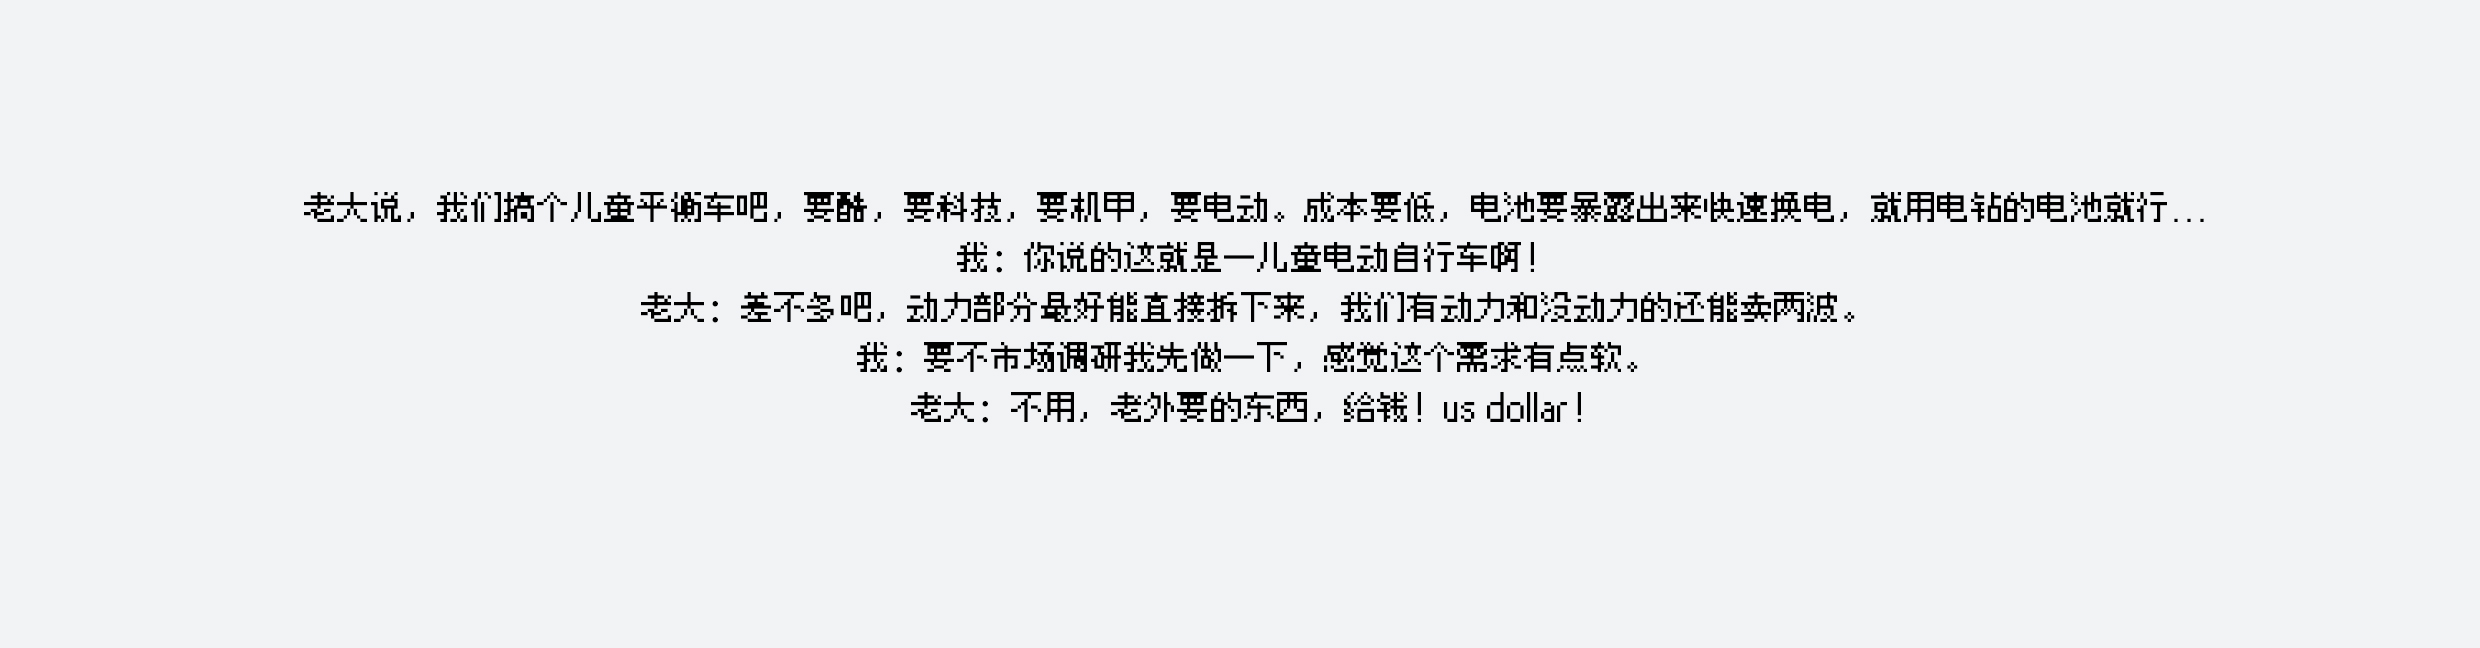 老大说，我们搞个儿童平衡车吧，要酷，要科技，要机甲，要电动。成本要低，电池要暴露出来快速换电，就用电钻的电池就行...
我：你说的这就是一儿童电动自行车啊！
老大：差不多吧，动力部分最好能直接拆下来，我们有动力和没动力的还能卖两波。
我：要不市场调研我先做一下，感觉这个需求有点软。
老大：不用，老外要的东西，给钱！us dollar！